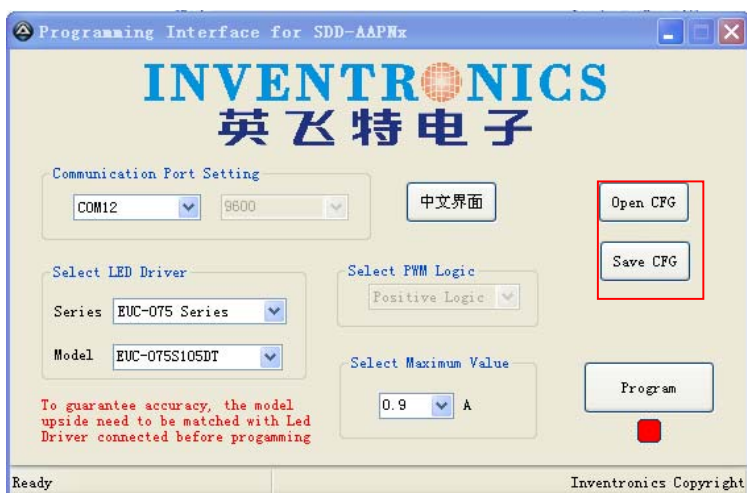 Programming Interface for SDD-AAPNx
INVENTRONICS
英飞特电子
Communication Port Setting
COM12
9600
中文界面
Open CFG
Save CFG
Select LED Driver
Series
EUC-075 Series
Model
EUC-075S105DT
Select PWM Logic
Positive Logic
Select Maximum Value
0.9
A
Program
To guarantee accuracy, the model
upside need to be matched with Led
Driver connected before progamming
Ready
Inventronics Copyright